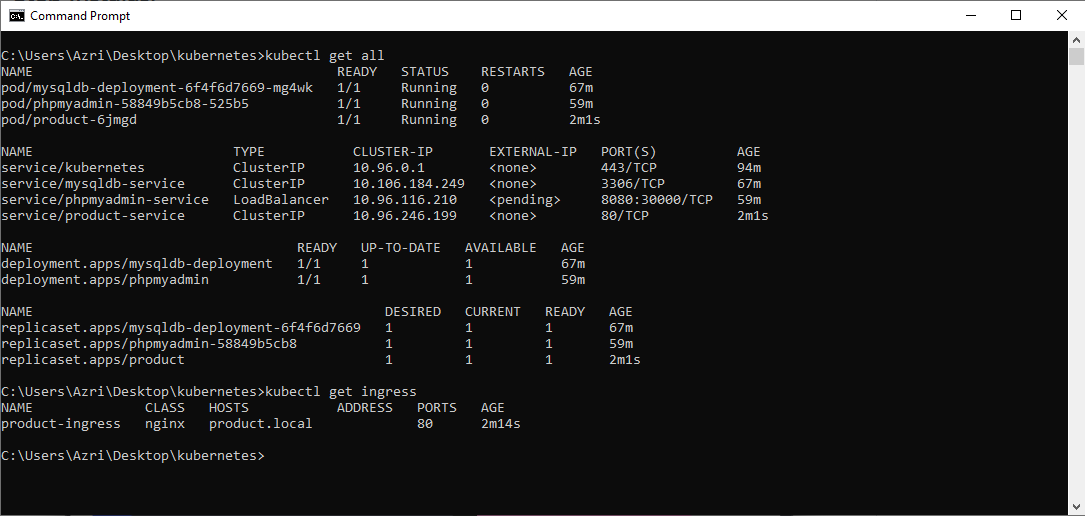 Command Prompt
C:\Users\Azri\Desktop\kubernetes>kubectl get all
NAME READY STATUS RESTARTS AGE
pod/mysqldb-deployment-6f4f6d7669-mg4wk 1/1 Running 0 67m
pod/phpmyadmin-58849b5cb8-525b5 1/1 Running 0 59m
pod/product-6jmgd 1/1 Running 0 2m1s
NAME TYPE CLUSTER-IP EXTERNAL-IP PORT(S) AGE
service/kubernetes ClusterIP 10.96.0.1 <none> 443/TCP 94m
service/mysqldb-service ClusterIP 10.106.184.249 <none> 3306/TCP 67m
service/phpmyadmin-service LoadBalancer 10.96.116.210 <pending> 8080:30000/TCP 59m
service/product-service ClusterIP 10.96.246.199 <none> 80/TCP 2m1s
NAME READY UP-TO-DATE AVAILABLE AGE
deployment.apps/mysqldb-deployment 1/1 1 1 67m
deployment.apps/phpmyadmin 1/1 1 1 59m
NAME DESIRED CURRENT READY AGE
replicaset.apps/mysqldb-deployment-6f4f6d7669 1 1 1 67m
replicaset.apps/phpmyadmin-58849b5cb8 1 1 1 59m
replicaset.apps/product 1 1 1 2m1s
C:\Users\Azri\Desktop\kubernetes>kubectl get ingress
NAME CLASS HOSTS ADDRESS PORTS AGE
product-ingress nginx product.local 80 2m14s
C:\Users\Azri\Desktop\kubernetes>